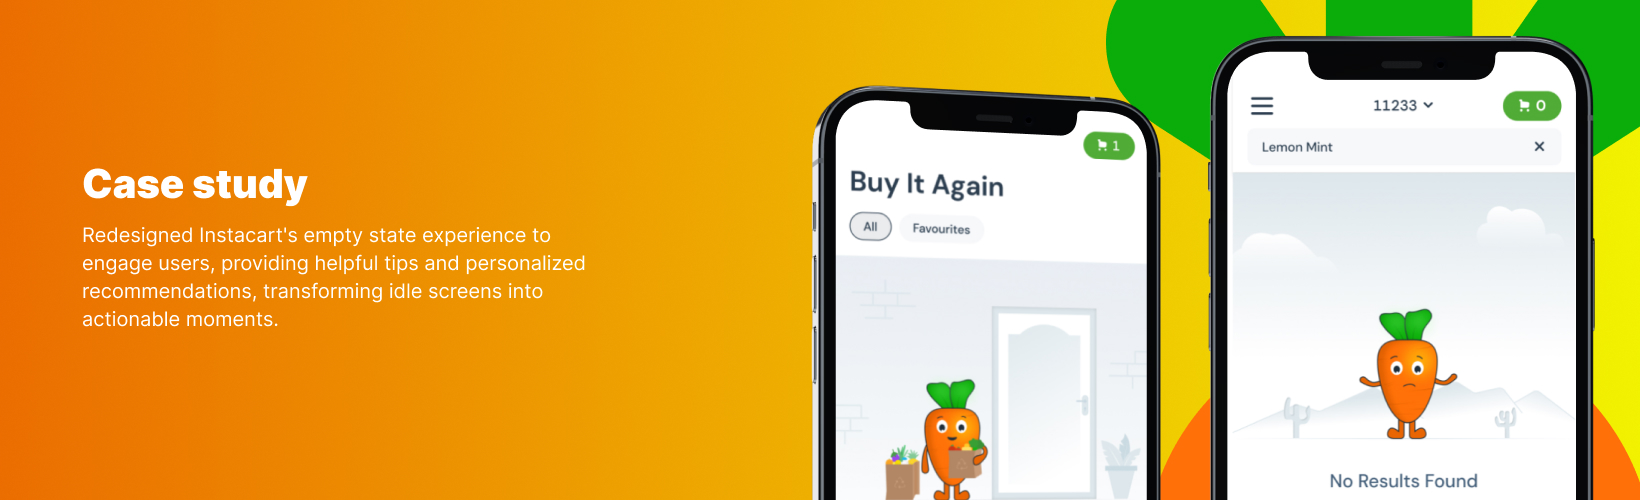 Case study
Redesigned Instacart's empty state experience to
engage users, providing helpful tips and personalized
recommendations, transforming idle screens into
actionable moments.
1
Buy It Again
All
Favourites
11233
0
Lemon Mint
No Results Found